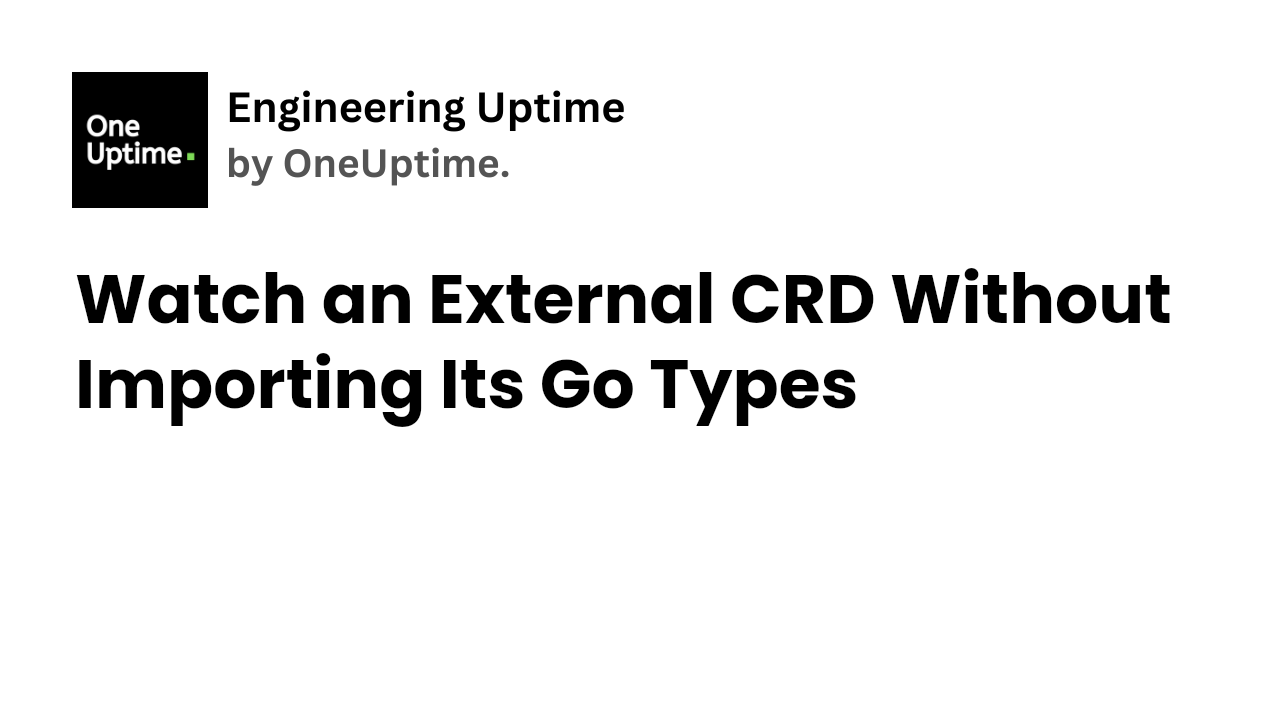 One
Uptime.
Engineering Uptime
by OneUptime.
Watch an External CRD Without
Importing Its Go Types